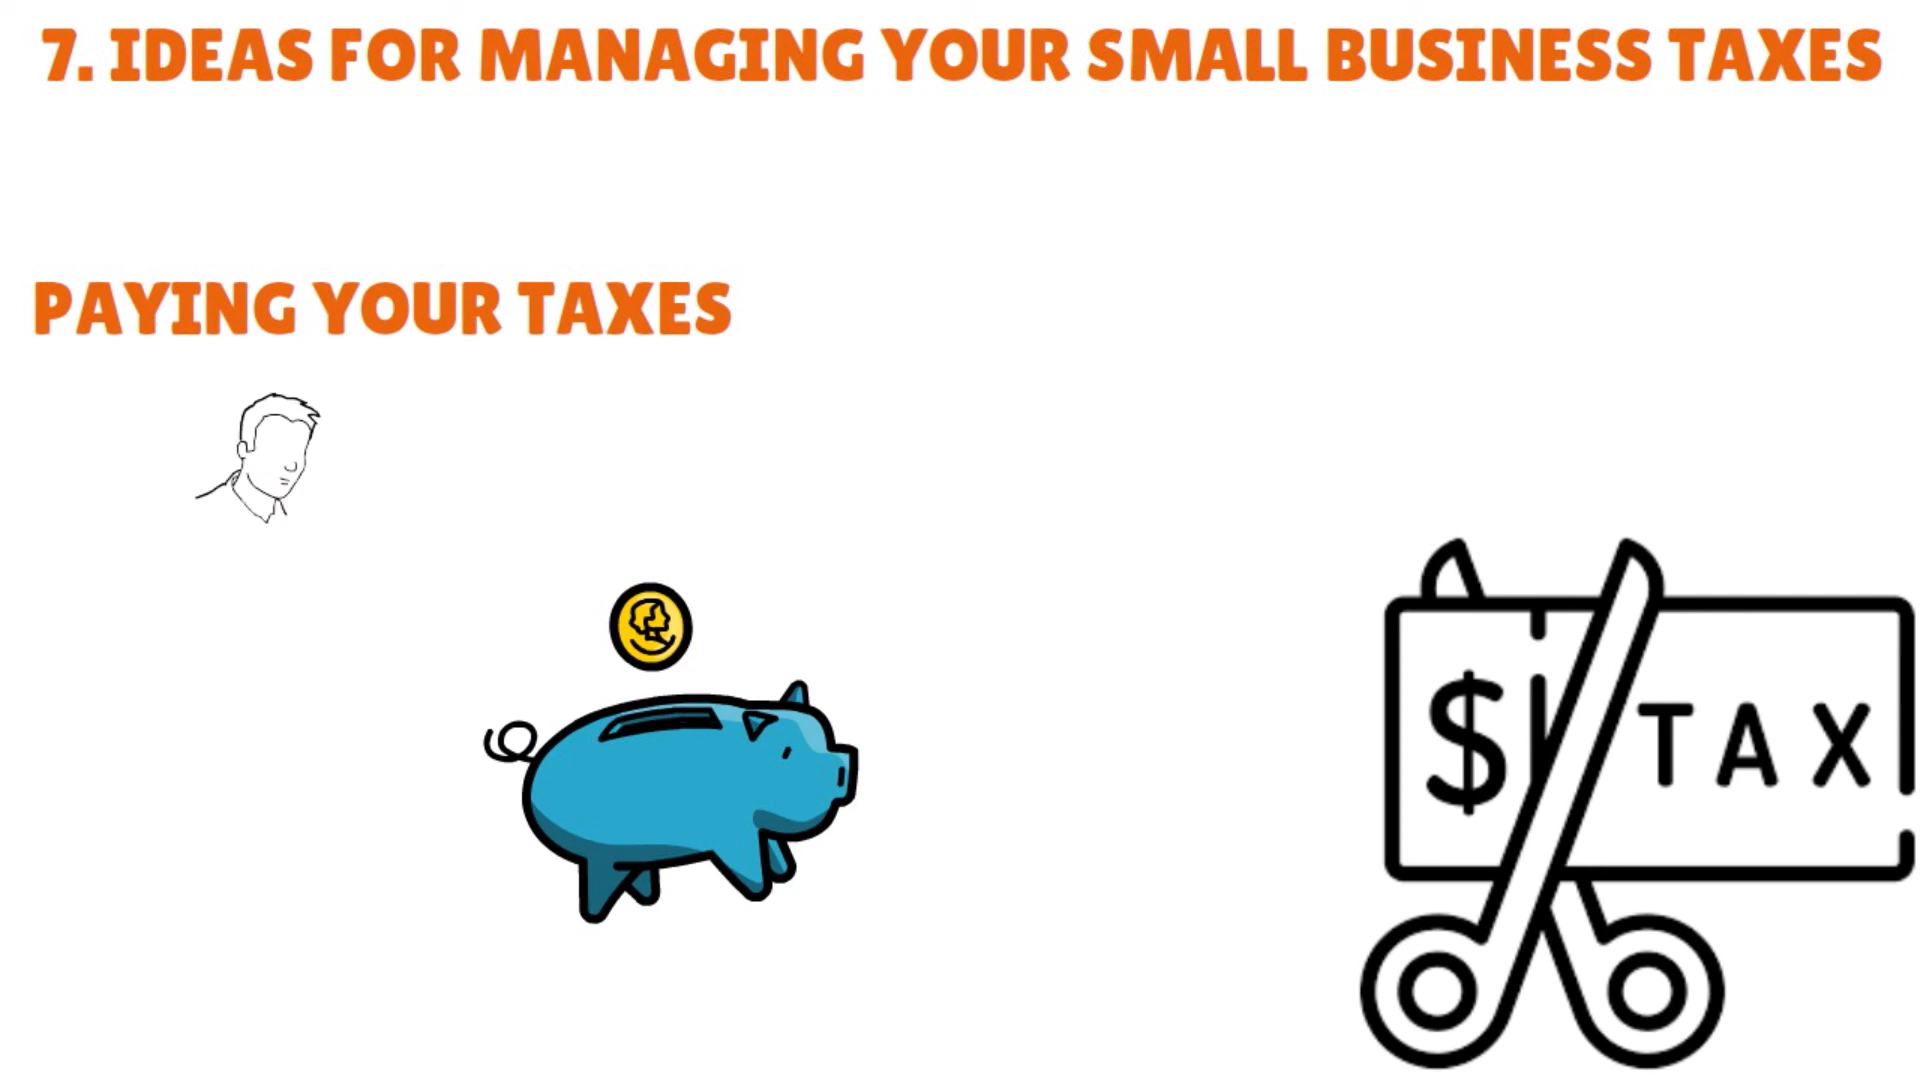 7. IDEAS FOR MANAGING YOUR SMALL BUSINESS TAXES
PAYING YOUR TAXES
$ TAX